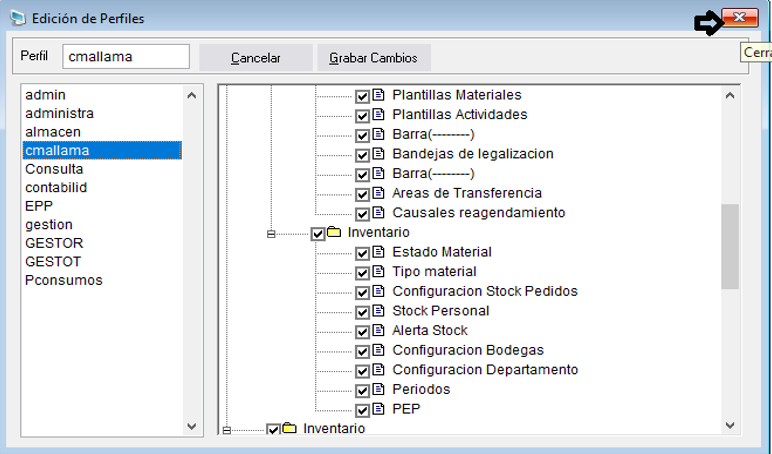 Edición de Perfiles
Cerra
Perfil cmallama Cancelar Grabar Cambios
admin
administra
almacen
cmallama
Consulta
contabilid
EPP
gestion
GESTOR
GESTOT
Pconsumos
Plantillas Materiales
Plantillas Actividades
Barra(--------)
Bandejas de legalizacion
Barra(--------)
Areas de Transferencia
Causales reagendamiento
Inventario
Estado Material
Tipo material
Configuracion Stock Pedidos
Stock Personal
Alerta Stock
Configuracion Bodegas
Configuracion Departamento
Periodos
PEP
Inventario